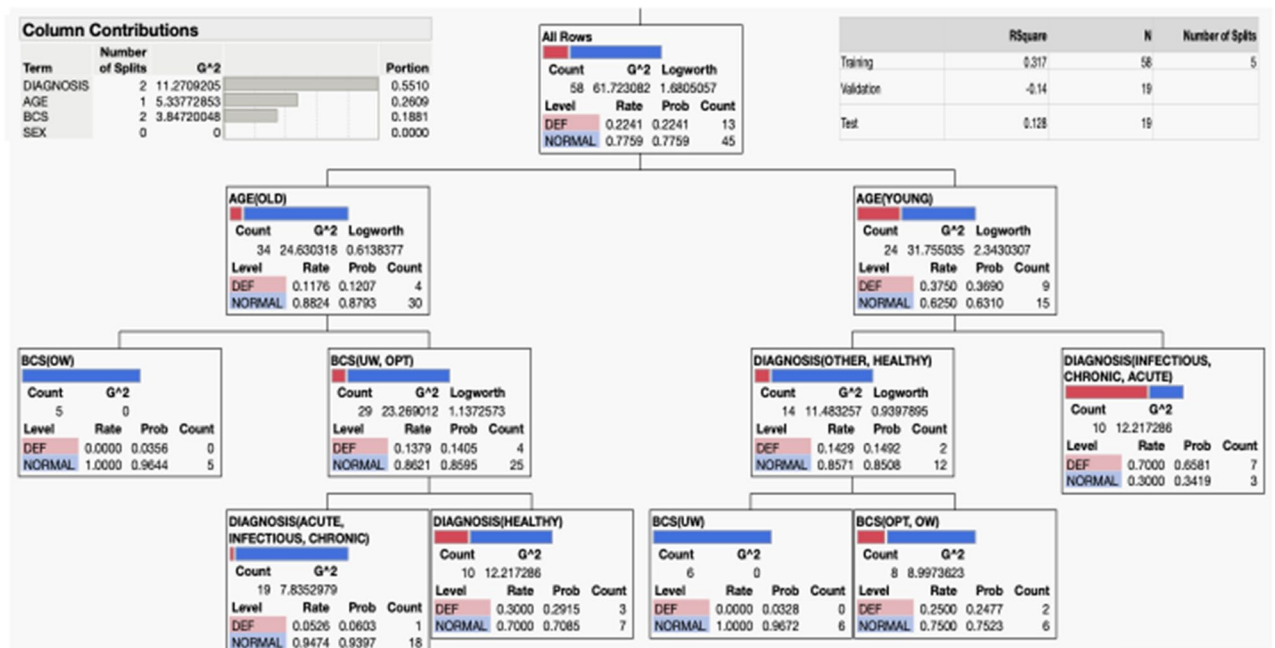 Column Contributions
Number
Term of Splits G^2 Portion
DIAGNOSIS 2 11.2709205 0.5510
AGE 1 5.33772853 0.2609
BCS 2 3.84720048 0.1881
SEX 0 0 0.0000
All Rows
Count G^2 Logworth
58 61.723082 1.6805057
Level Rate Prob Count
DEF 0.2241 0.2241 13
NORMAL 0.7759 0.7759 45
RSquare N Number of Splits
Training 0.317 58 5
Validation -0.14 19
Test 0.128 19
AGE(OLD)
Count G^2 Logworth
34 24.630318 0.6138377
Level Rate Prob Count
DEF 0.1176 0.1207 4
NORMAL 0.8824 0.8793 30
AGE(YOUNG)
Count G^2 Logworth
24 31.755035 2.3430307
Level Rate Prob Count
DEF 0.3750 0.3690 9
NORMAL 0.6250 0.6310 15
BCS(OW)
Count G^2
5 0
Level Rate Prob Count
DEF 0.0000 0.0356 0
NORMAL 1.0000 0.9644 5
BCS(UW, OPT)
Count G^2 Logworth
29 23.269012 1.1372573
Level Rate Prob Count
DEF 0.1379 0.1405 4
NORMAL 0.8621 0.8595 25
DIAGNOSIS(OTHER, HEALTHY)
Count G^2 Logworth
14 11.483257 0.9397895
Level Rate Prob Count
DEF 0.1429 0.1492 2
NORMAL 0.8571 0.8508 12
DIAGNOSIS(INFECTIOUS,
CHRONIC, ACUTE)
Count G^2
10 12.217286
Level Rate Prob Count
DEF 0.7000 0.6581 7
NORMAL 0.3000 0.3419 3
DIAGNOSIS(ACUTE,
INFECTIOUS, CHRONIC)
Count G^2
19 7.8352979
Level Rate Prob Count
DEF 0.0526 0.0603 1
NORMAL 0.9474 0.9397 18
DIAGNOSIS(HEALTHY)
Count G^2
10 12.217286
Level Rate Prob Count
DEF 0.3000 0.2915 3
NORMAL 0.7000 0.7085 7
BCS(UW)
Count G^2
6 0
Level Rate Prob Count
DEF 0.0000 0.0328 0
NORMAL 1.0000 0.9672 6
BCS(OPT, OW)
Count G^2
8 8.9973623
Level Rate Prob Count
DEF 0.2500 0.2477 2
NORMAL 0.7500 0.7523 6